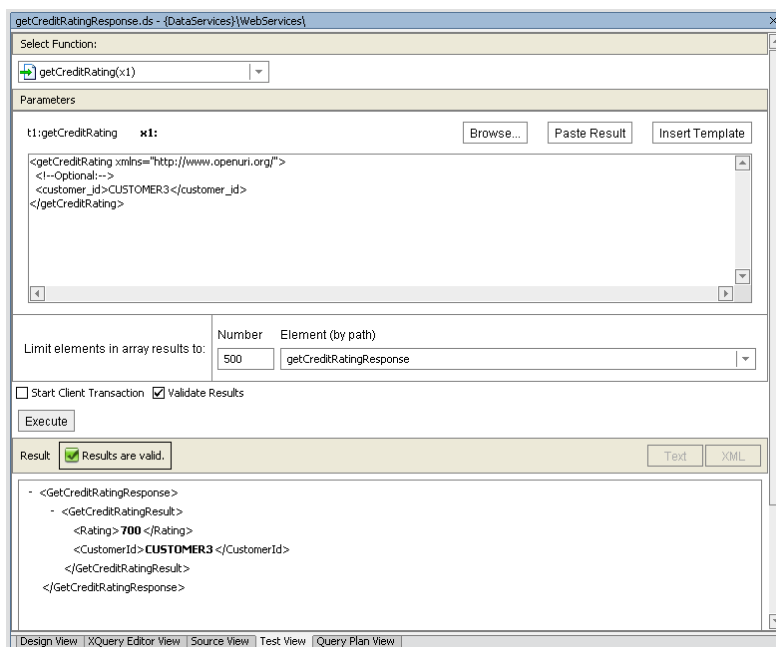 getCreditRatingResponse.ds - {DataServices}\WebServices\
Select Function:
getCreditRating(x1)
Parameters
t1:getCreditRating x1: Browse... Paste Result Insert Template
<getCreditRating xmlns="http://www.openuri.org/">
<!--Optional:-->
<customer_id>CUSTOMER3</customer_id>
</getCreditRating>
Number Element (by path)
Limit elements in array results to: 500 getCreditRatingResponse
Start Client Transaction Validate Results
Execute
Result Results are valid. Text XML
- <GetCreditRatingResponse>
- <GetCreditRatingResult>
<Rating>700 </Rating>
<CustomerId>CUSTOMER3 </CustomerId>
</GetCreditRatingResult>
</GetCreditRatingResponse>
Design View XQuery Editor View Source View Test View Query Plan View